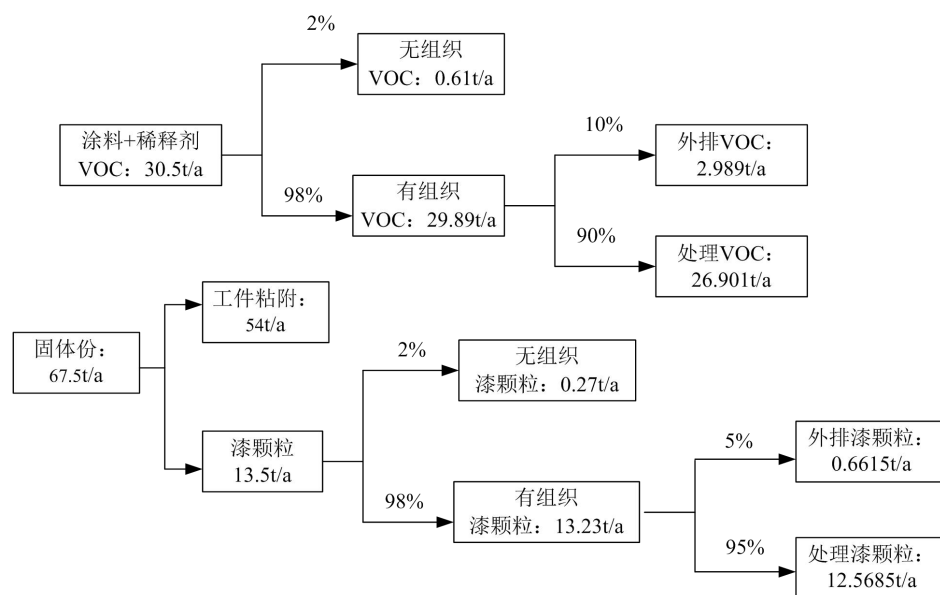 2%
无组织
VOC：0.61t/a
涂料+稀释剂
VOC：30.5t/a
98%
有组织
VOC：29.89t/a
10%
外排VOC：
2.989t/a
90%
处理VOC：
26.901t/a
固体份：
67.5t/a
工件粘附：
54t/a
漆颗粒
13.5t/a
2%
无组织
漆颗粒：0.27t/a
98%
有组织
漆颗粒：13.23t/a
5%
外排漆颗粒：
0.6615t/a
95%
处理漆颗粒：
12.5685t/a